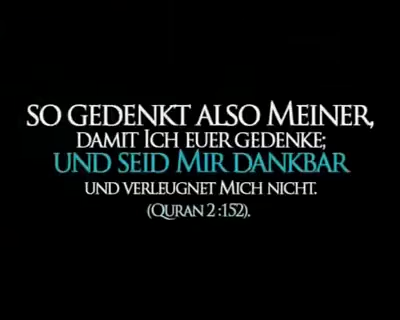 SO GEDENKT ALSO MEINER,
DAMIT ICH EUER GEDENKE;
UND SEID MIR DANKBAR
UND VERLEUGNET MICH NICHT.
(QURAN 2 :152).